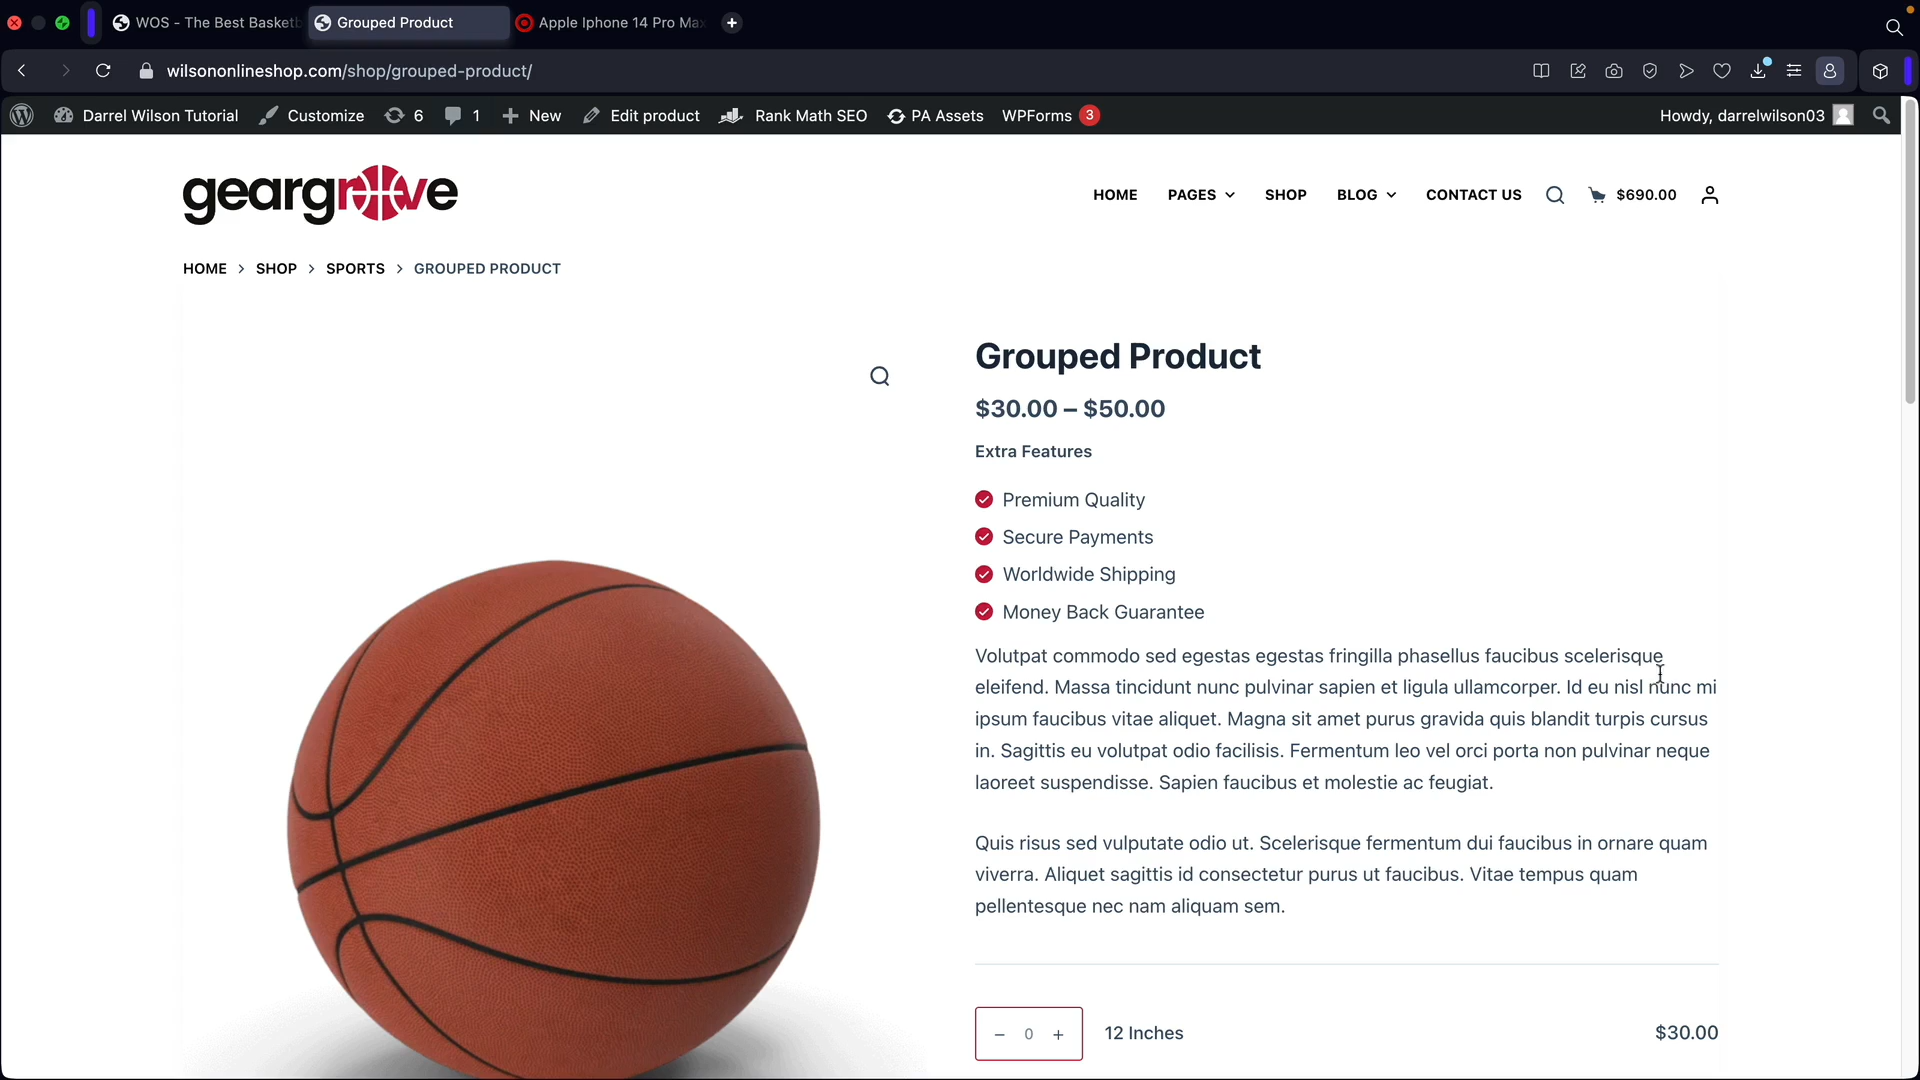 WOS - The Best Basketb
Grouped Product
Apple Iphone 14 Pro Max
wilsononlineshop.com/shop/grouped-product/
Darrel Wilson Tutorial
Customize
6
1
New
Edit product
Rank Math SEO
PA Assets
WPForms 3
Howdy, darrelwilson03
geargroove
HOME
PAGES
SHOP
BLOG
CONTACT US
$690.00
HOME > SHOP > SPORTS > GROUPED PRODUCT
Grouped Product
$30.00 – $50.00
Extra Features
Premium Quality
Secure Payments
Worldwide Shipping
Money Back Guarantee
Volutpat commodo sed egestas egestas fringilla phasellus faucibus scelerisque
eleifend. Massa tincidunt nunc pulvinar sapien et ligula ullamcorper. Id eu nisl nunc mi
ipsum faucibus vitae aliquet. Magna sit amet purus gravida quis blandit turpis cursus
in. Sagittis eu volutpat odio facilisis. Fermentum leo vel orci porta non pulvinar neque
laoreet suspendisse. Sapien faucibus et molestie ac feugiat.
Quis risus sed vulputate odio ut. Scelerisque fermentum dui faucibus in ornare quam
viverra. Aliquet sagittis id consectetur purus ut faucibus. Vitae tempus quam
pellentesque nec nam aliquam sem.
− 0 +
12 Inches
$30.00